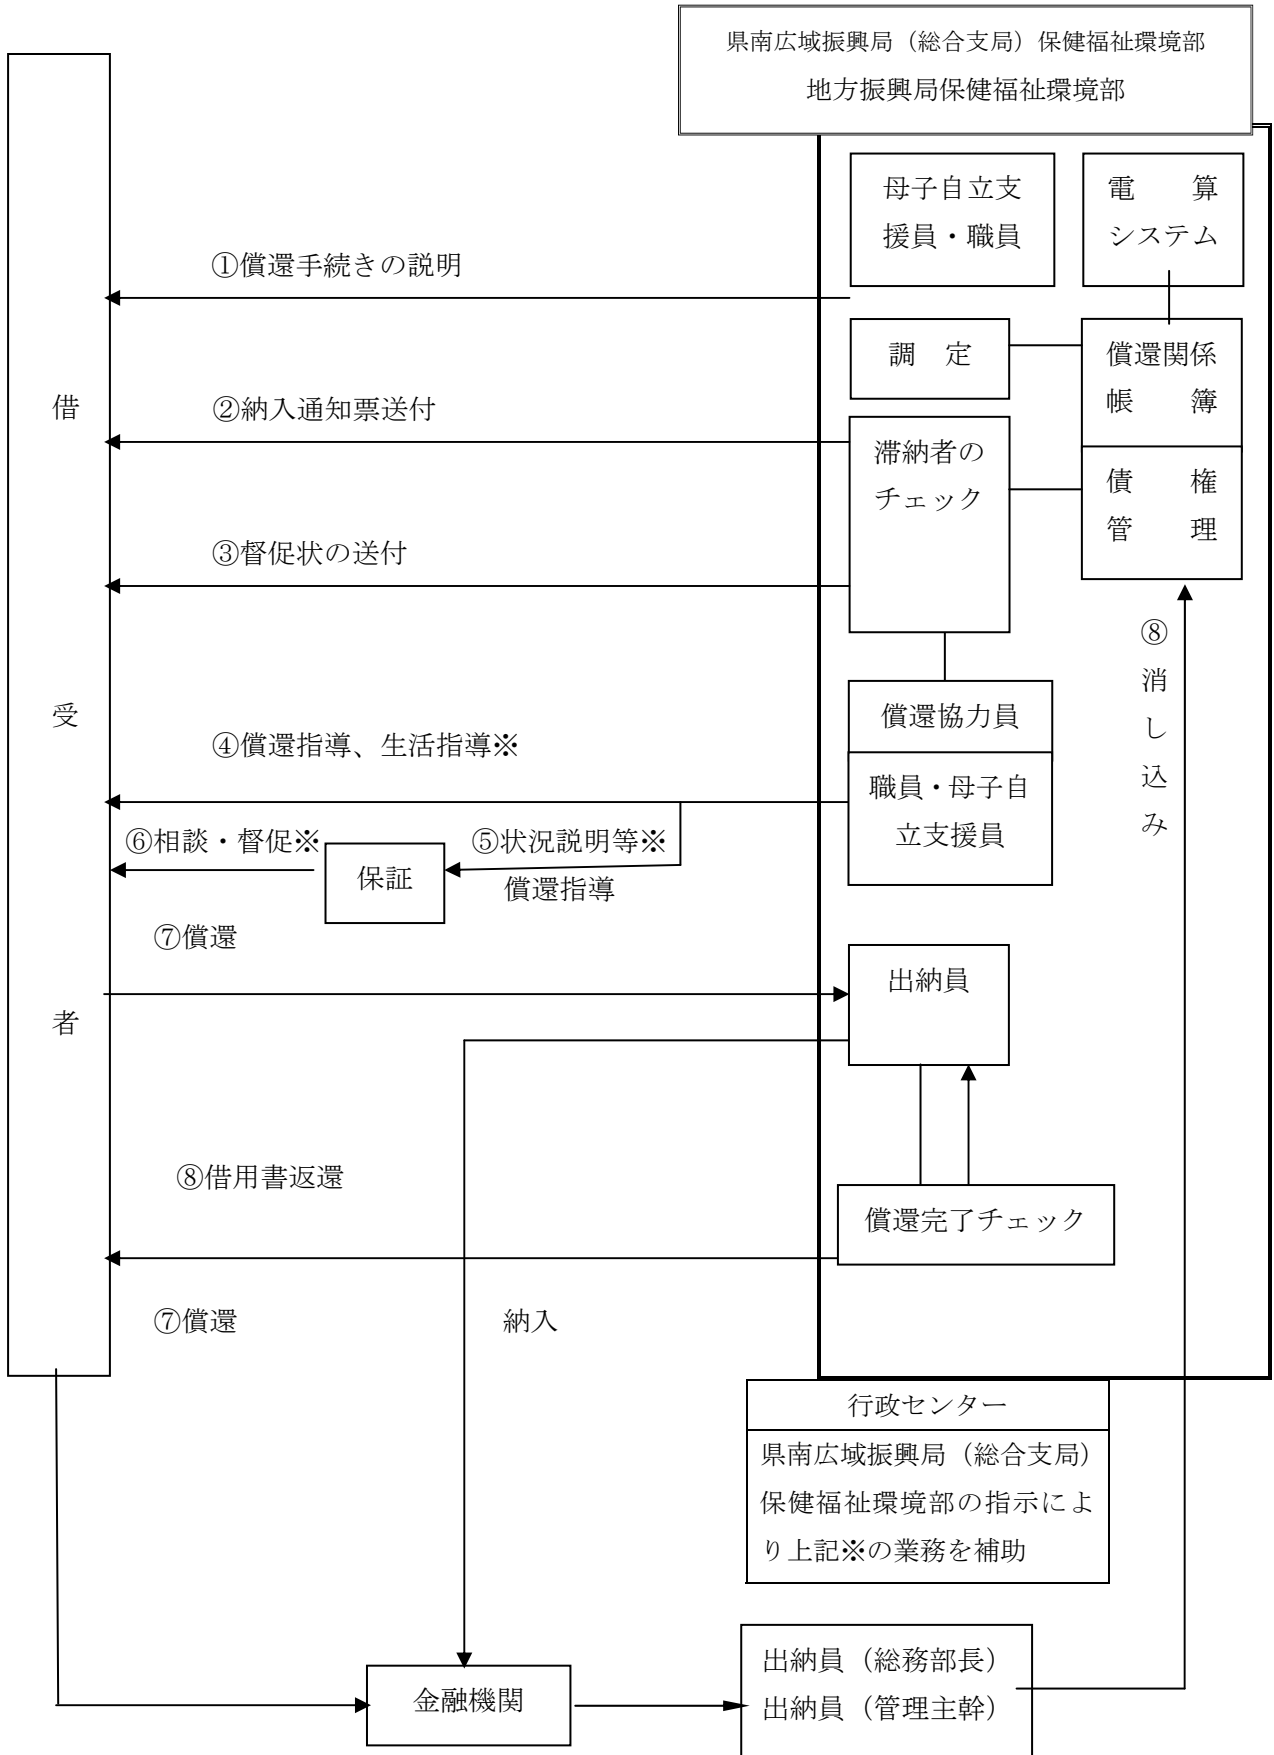 県南広域振興局（総合支局）保健福祉環境部
地方振興局保健福祉環境部
母子自立支
援員・職員
電　算
システム
①償還手続きの説明
調　定
償還関係
帳　簿
借
受
者
②納入通知票送付
滞納者の
チェック
債　権
管　理
③督促状の送付
⑧
消
し
込
み
償還協力員
④償還指導、生活指導※
職員・母子自
立支援員
⑥相談・督促※
⑤状況説明等※
保証
償還指導
⑦償還
出納員
⑧借用書返還
償還完了チェック
⑦償還
納入
行政センター
県南広域振興局（総合支局）
保健福祉環境部の指示によ
り上記※の業務を補助
出納員（総務部長）
金融機関
出納員（管理主幹）